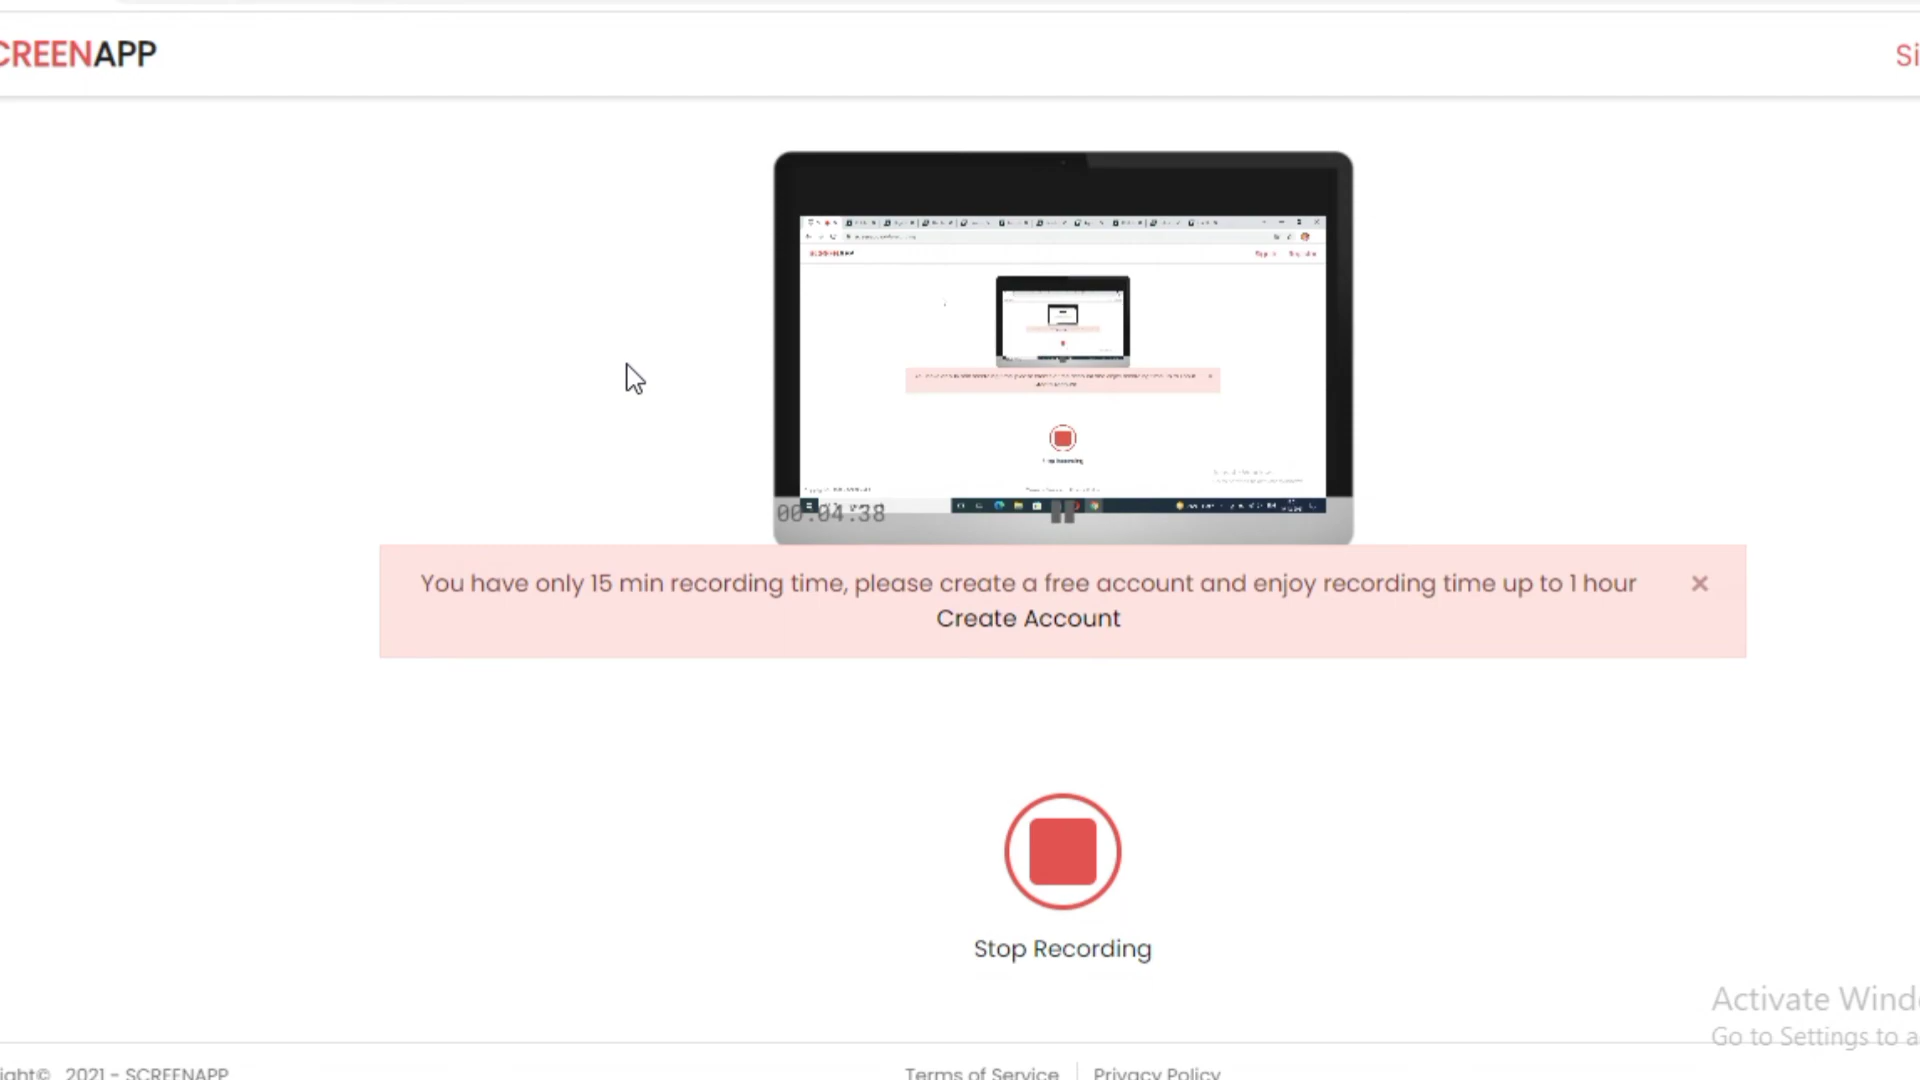 CREENAPP
Si
00:04:38
You have only 15 min recording time, please create a free account and enjoy recording time up to 1 hour
Create Account
Stop Recording
Activate Wind
Go to Settings to a
ight© 2021 - SCREENAPP
Terms of Service
Privacy Policy